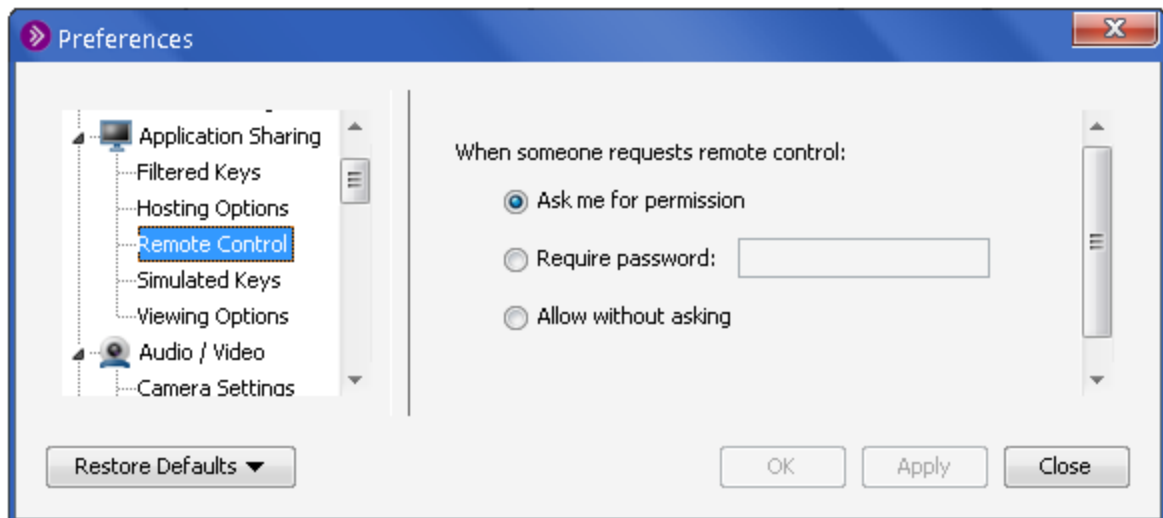 Preferences
Application Sharing
Filtered Keys
Hosting Options
Remote Control
Simulated Keys
Viewing Options
Audio / Video
Camera Settings
When someone requests remote control:
Ask me for permission
Require password:
Allow without asking
Restore Defaults
OK
Apply
Close